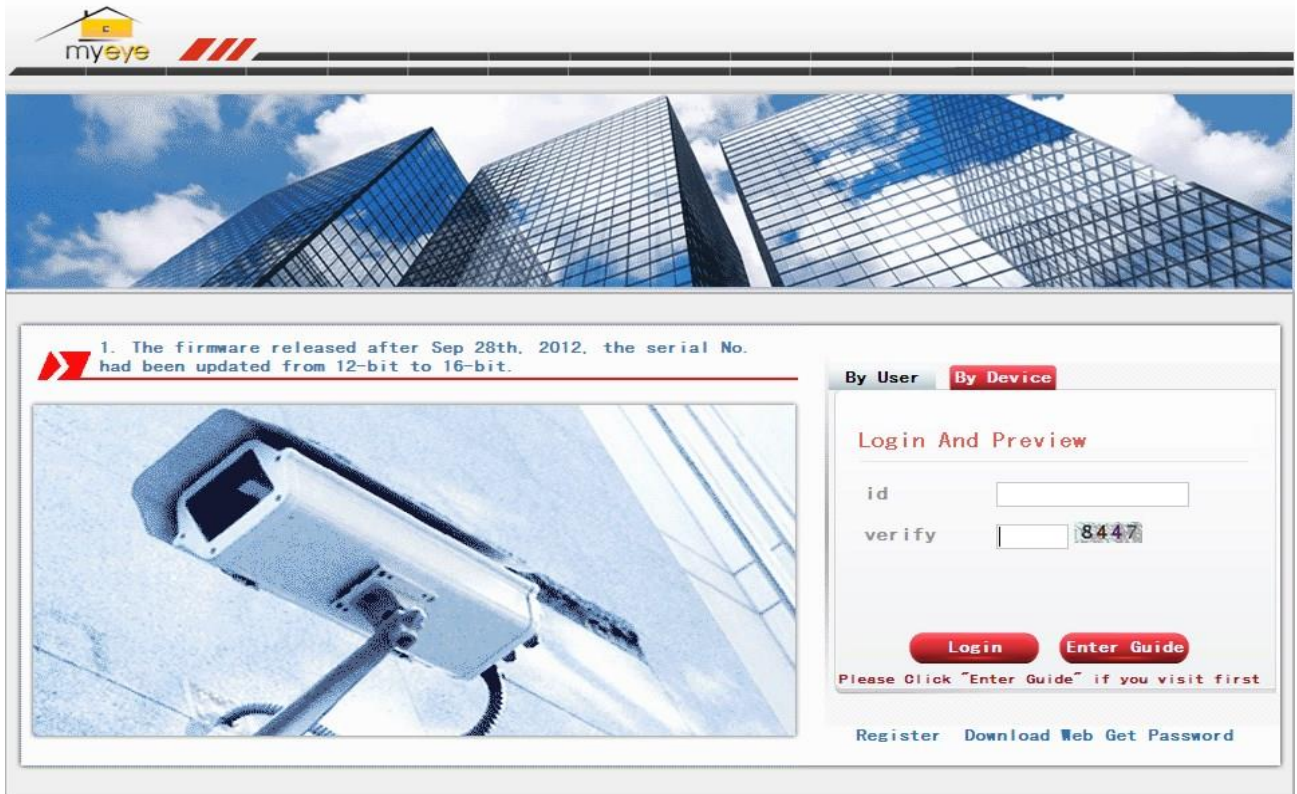 myeye
1. The firmware released after Sep 28th, 2012, the serial No.
had been updated from 12-bit to 16-bit.
By User By Device
Login And Preview
id
verify 8447
Login Enter Guide
Please Click "Enter Guide" if you visit first
Register Download Web Get Password